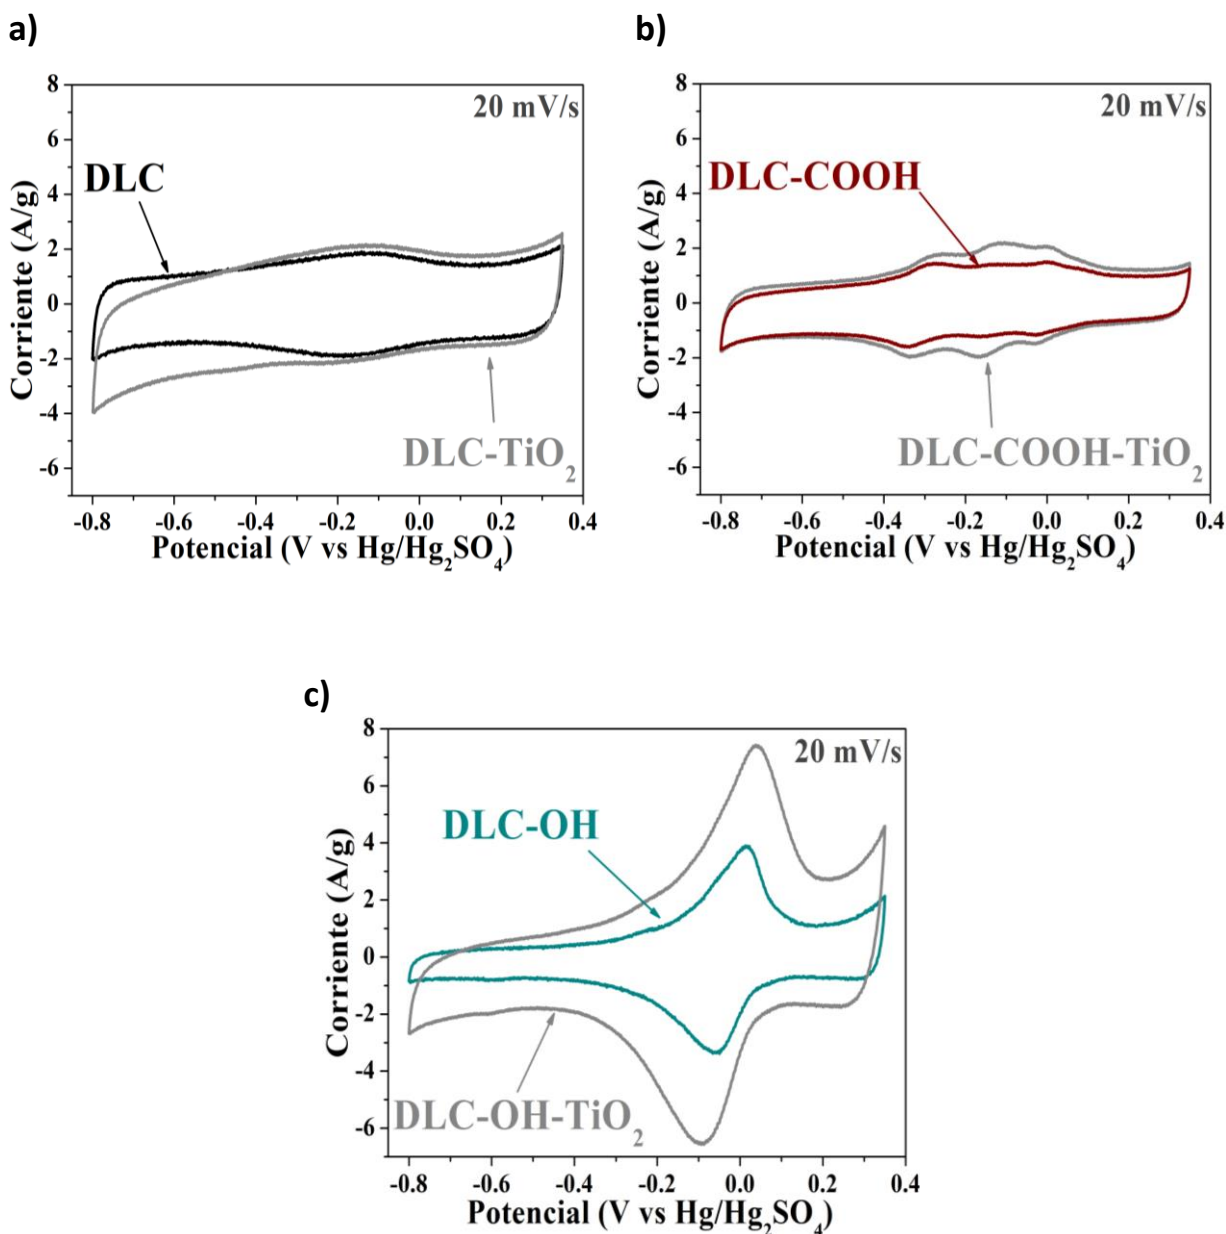 a)
8
6
4
2
0
-2
-4
-6
Corriente (A/g)
20 mV/s
DLC
DLC-TiO₂
-0.8 -0.6 -0.4 -0.2 0.0 0.2 0.4
Potencial (V vs Hg/Hg₂SO₄)
b)
8
6
4
2
0
-2
-4
-6
Corriente (A/g)
20 mV/s
DLC-COOH
DLC-COOH-TiO₂
-0.8 -0.6 -0.4 -0.2 0.0 0.2 0.4
Potencial (V vs Hg/Hg₂SO₄)
c)
8
6
4
2
0
-2
-4
-6
Corriente (A/g)
20 mV/s
DLC-OH
DLC-OH-TiO₂
-0.8 -0.6 -0.4 -0.2 0.0 0.2 0.4
Potencial (V vs Hg/Hg₂SO₄)